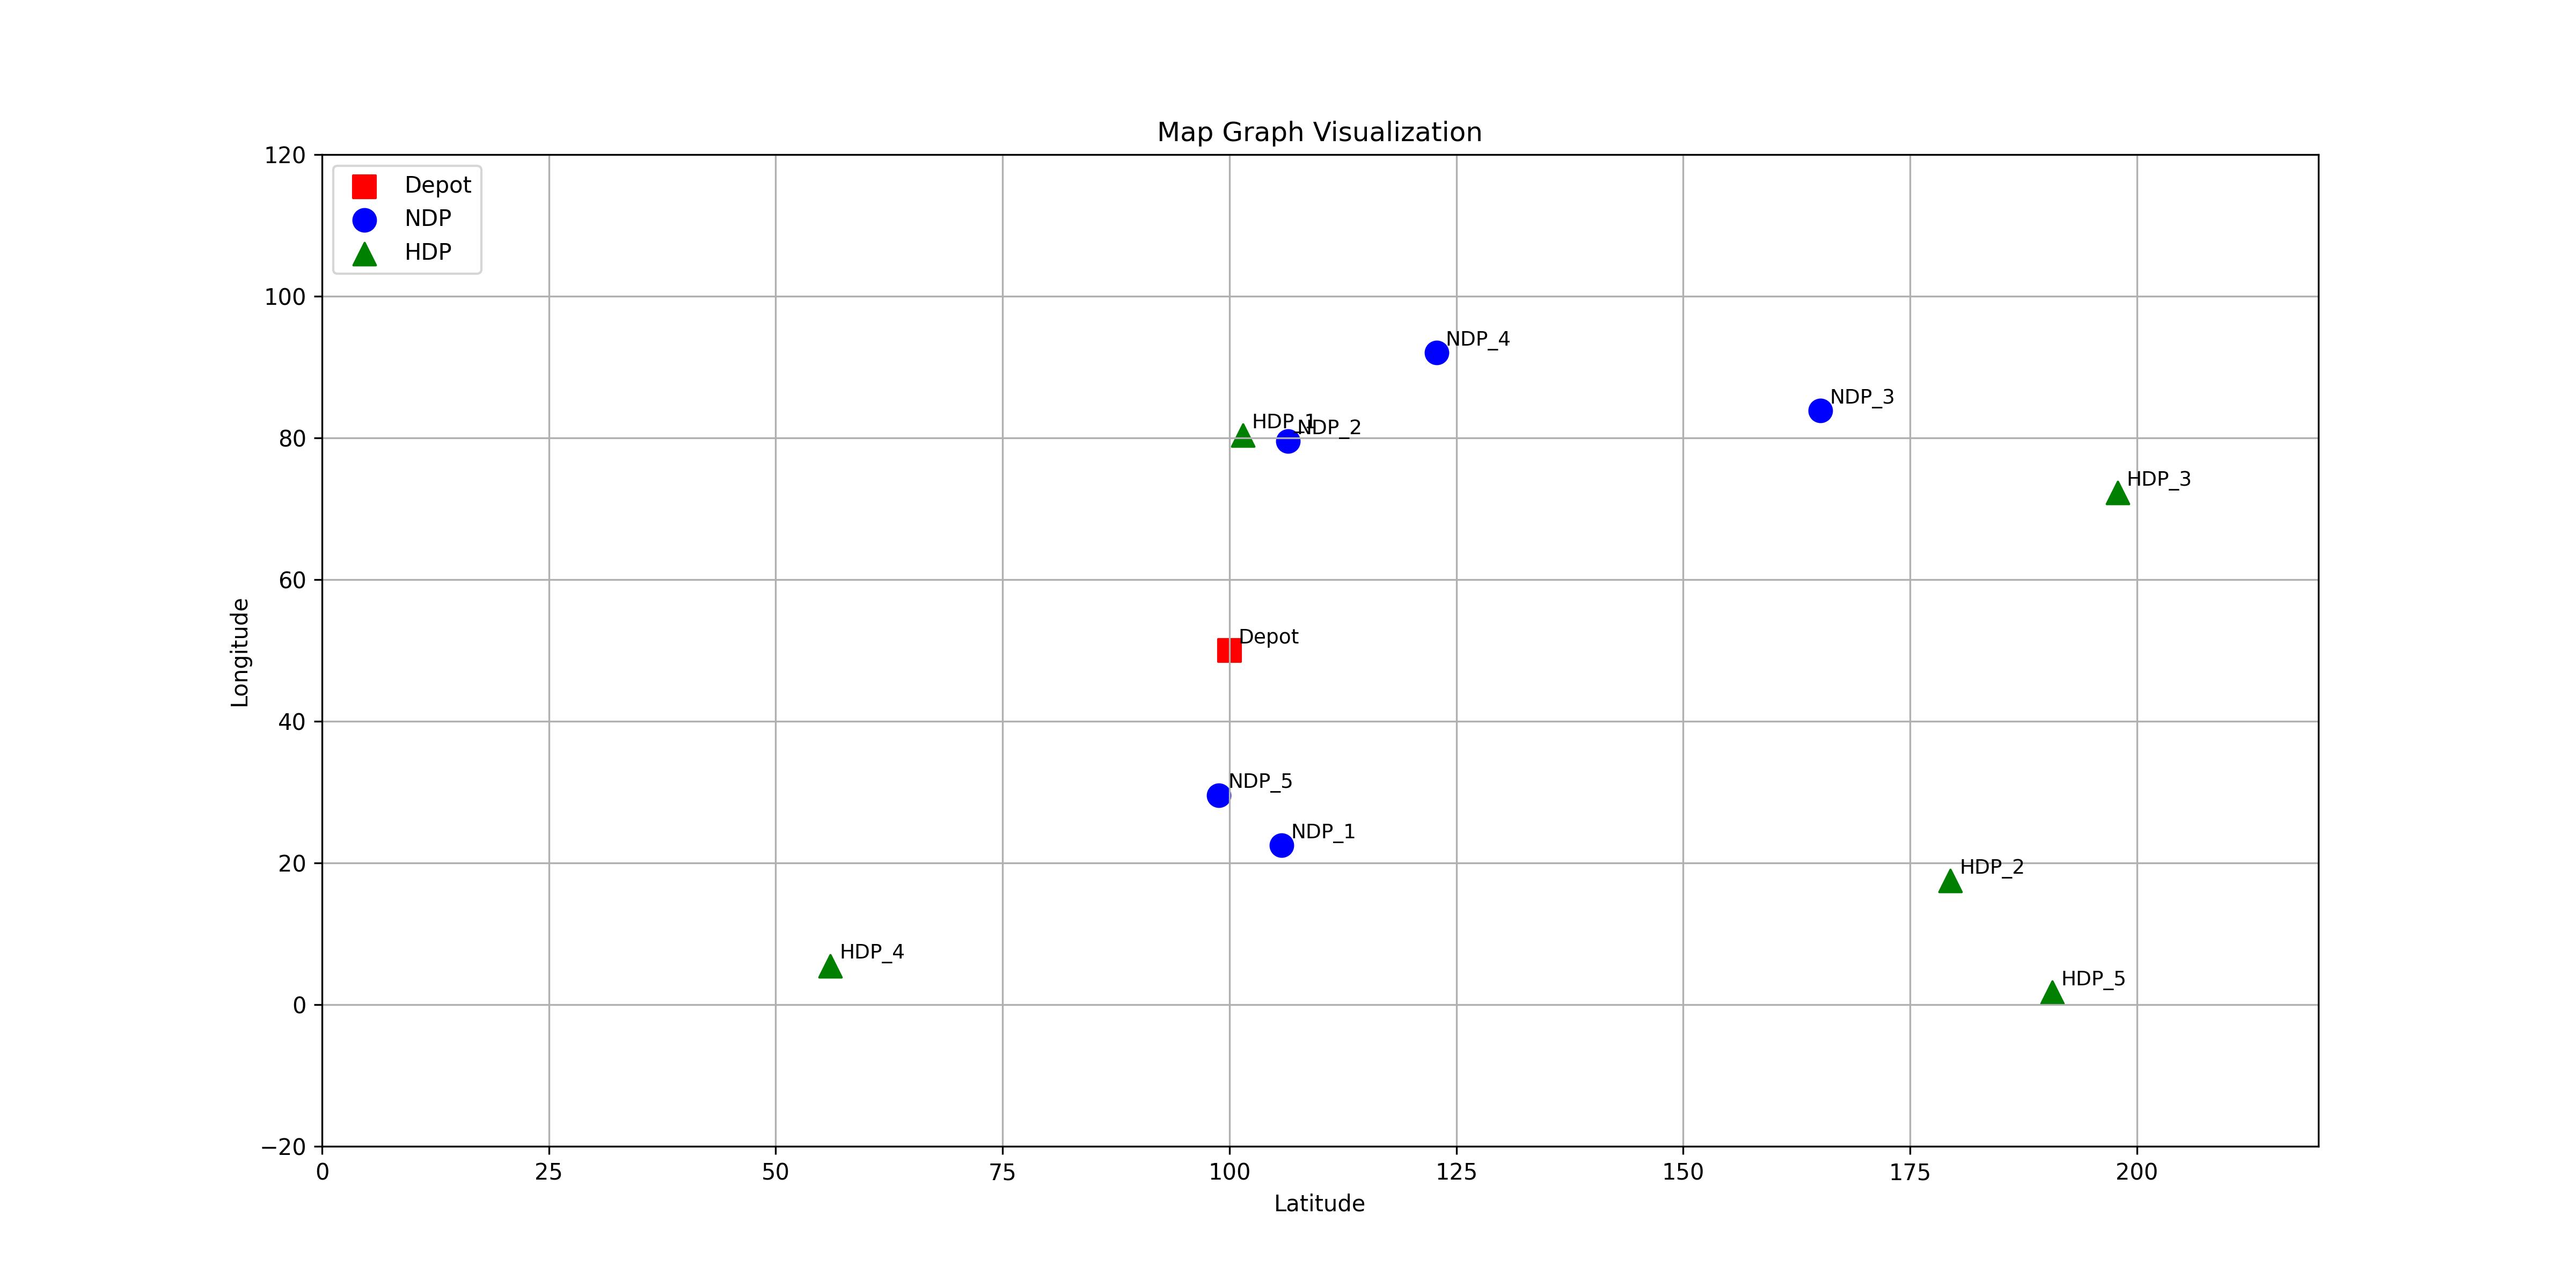 Map Graph Visualization
120
100
80
60
40
20
0
−20
Longitude
Depot
NDP
HDP
NDP_4
NDP_3
HDP_1
NDP_2
HDP_3
Depot
NDP_5
NDP_1
HDP_2
HDP_4
HDP_5
0 25 50 75 100 125 150 175 200
Latitude